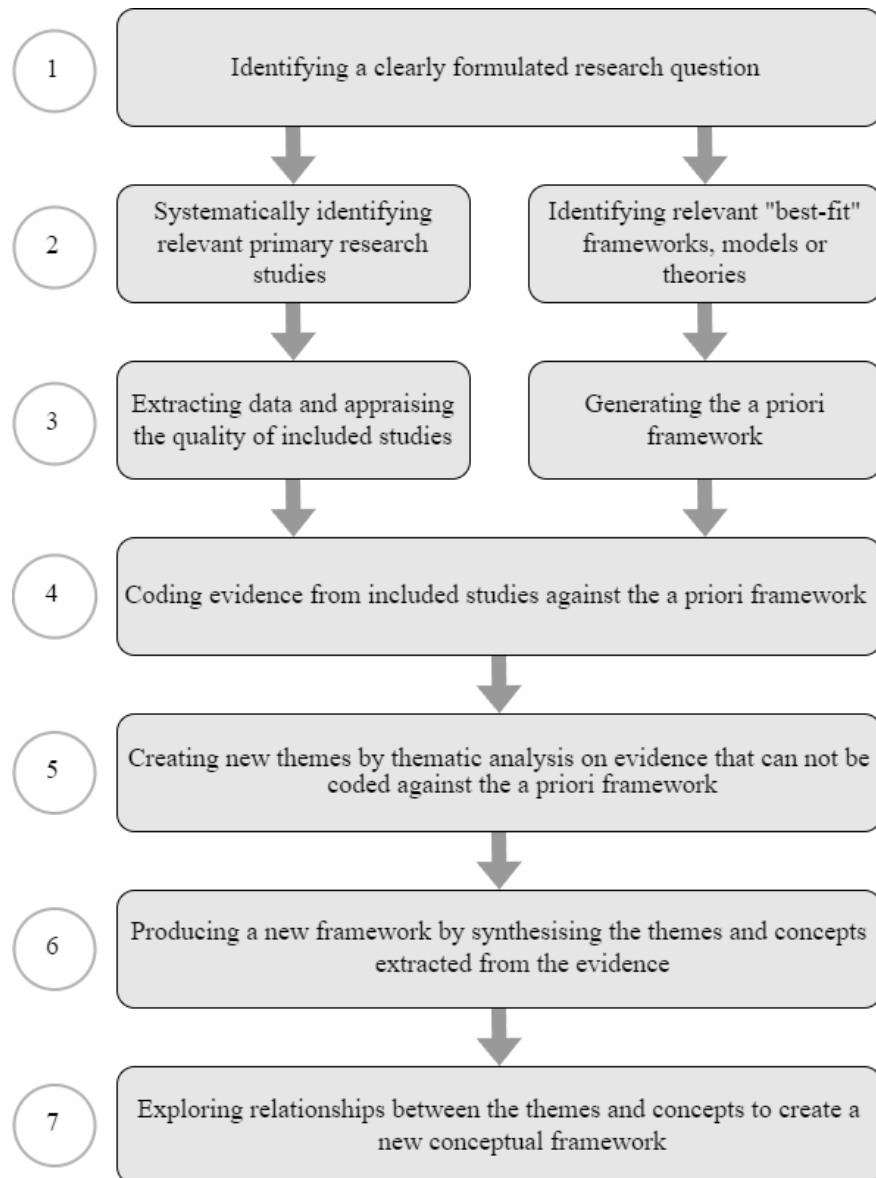 1
Identifying a clearly formulated research question
2
Systematically identifying
relevant primary research
studies
Identifying relevant "best-fit"
frameworks, models or
theories
3
Extracting data and appraising
the quality of included studies
Generating the a priori
framework
4
Coding evidence from included studies against the a priori framework
5
Creating new themes by thematic analysis on evidence that can not be
coded against the a priori framework
6
Producing a new framework by synthesising the themes and concepts
extracted from the evidence
7
Exploring relationships between the themes and concepts to create a
new conceptual framework